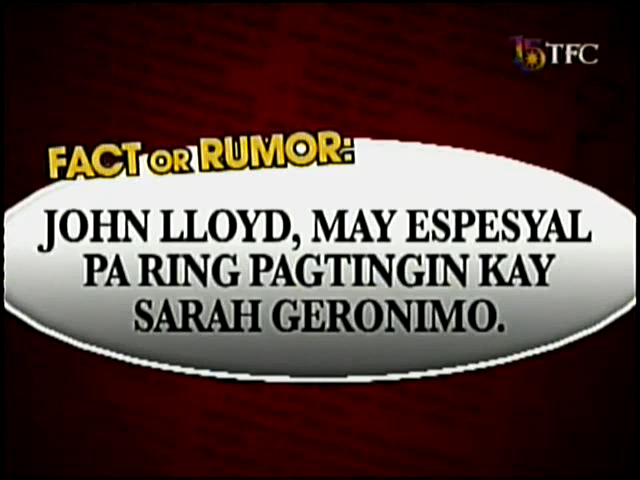 15 TFC
FACT OR RUMOR:
JOHN LLOYD, MAY ESPESYAL
PA RING PAGTINGIN KAY
SARAH GERONIMO.